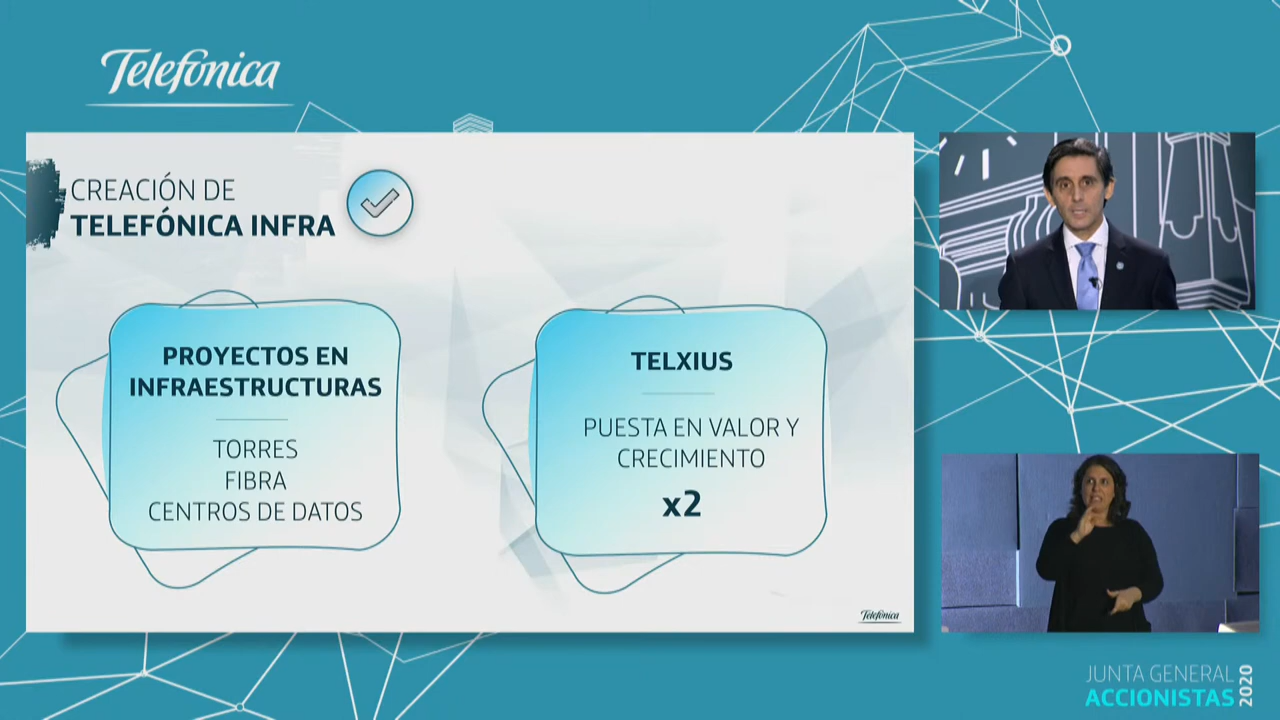 Telefónica
CREACIÓN DE
TELEFÓNICA INFRA
PROYECTOS EN
INFRAESTRUCTURAS
TORRES
FIBRA
CENTROS DE DATOS
TELXIUS
PUESTA EN VALOR Y
CRECIMIENTO
x2
Telefónica
JUNTA GENERAL
ACCIONISTAS
2020